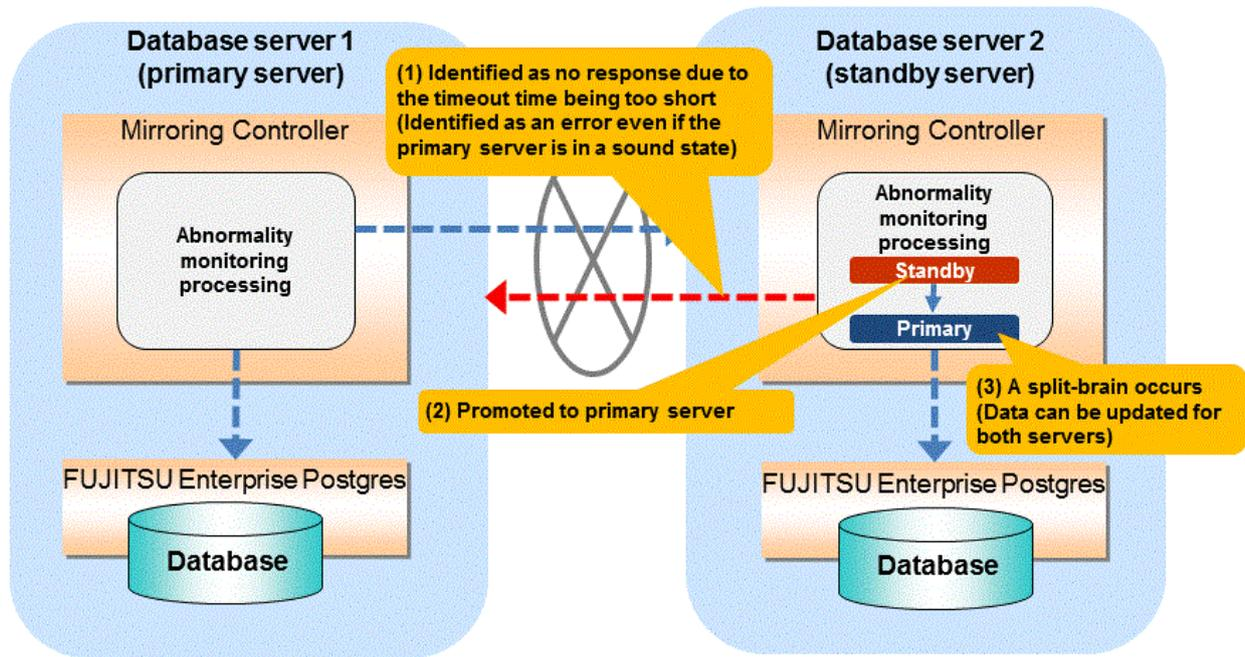 Database server 1
(primary server)
Mirroring Controller
Abnormality
monitoring
processing
FUJITSU Enterprise Postgres
Database
(1) Identified as no response due to
the timeout time being too short
(Identified as an error even if the
primary server is in a sound state)
(2) Promoted to primary server
Database server 2
(standby server)
Mirroring Controller
Abnormality
monitoring
processing
Standby
Primary
(3) A split-brain occurs
(Data can be updated for
both servers)
FUJITSU Enterprise Postgres
Database